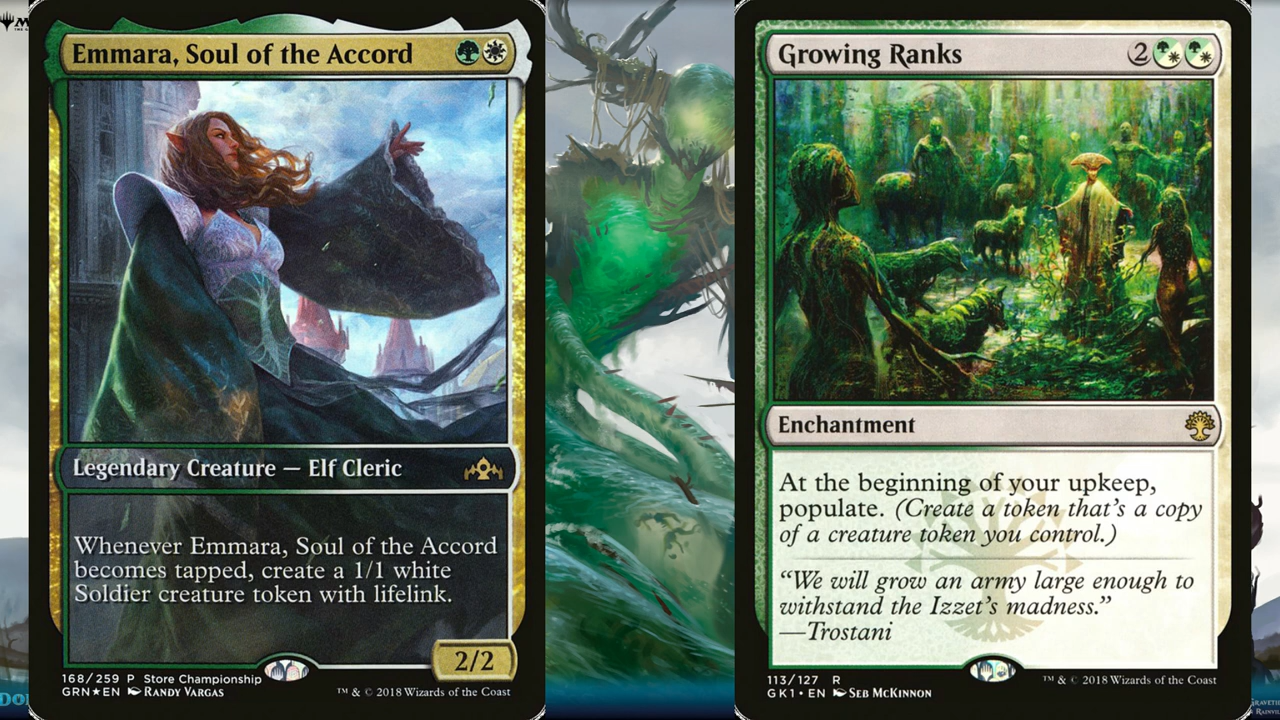 Emmara, Soul of the Accord
Legendary Creature — Elf Cleric
Whenever Emmara, Soul of the Accord
becomes tapped, create a 1/1 white
Soldier creature token with lifelink.
2/2
168/259 P Store Championship
GRN★EN Randy Vargas
™ & © 2018 Wizards of the Coast
Growing Ranks 2
Enchantment
At the beginning of your upkeep,
populate. (Create a token that's a copy
of a creature token you control.)
“We will grow an army large enough to
withstand the Izzet's madness.”
—Trostani
113/127 R
GK1 • EN Seb McKinnon
™ & © 2018 Wizards of the Coast